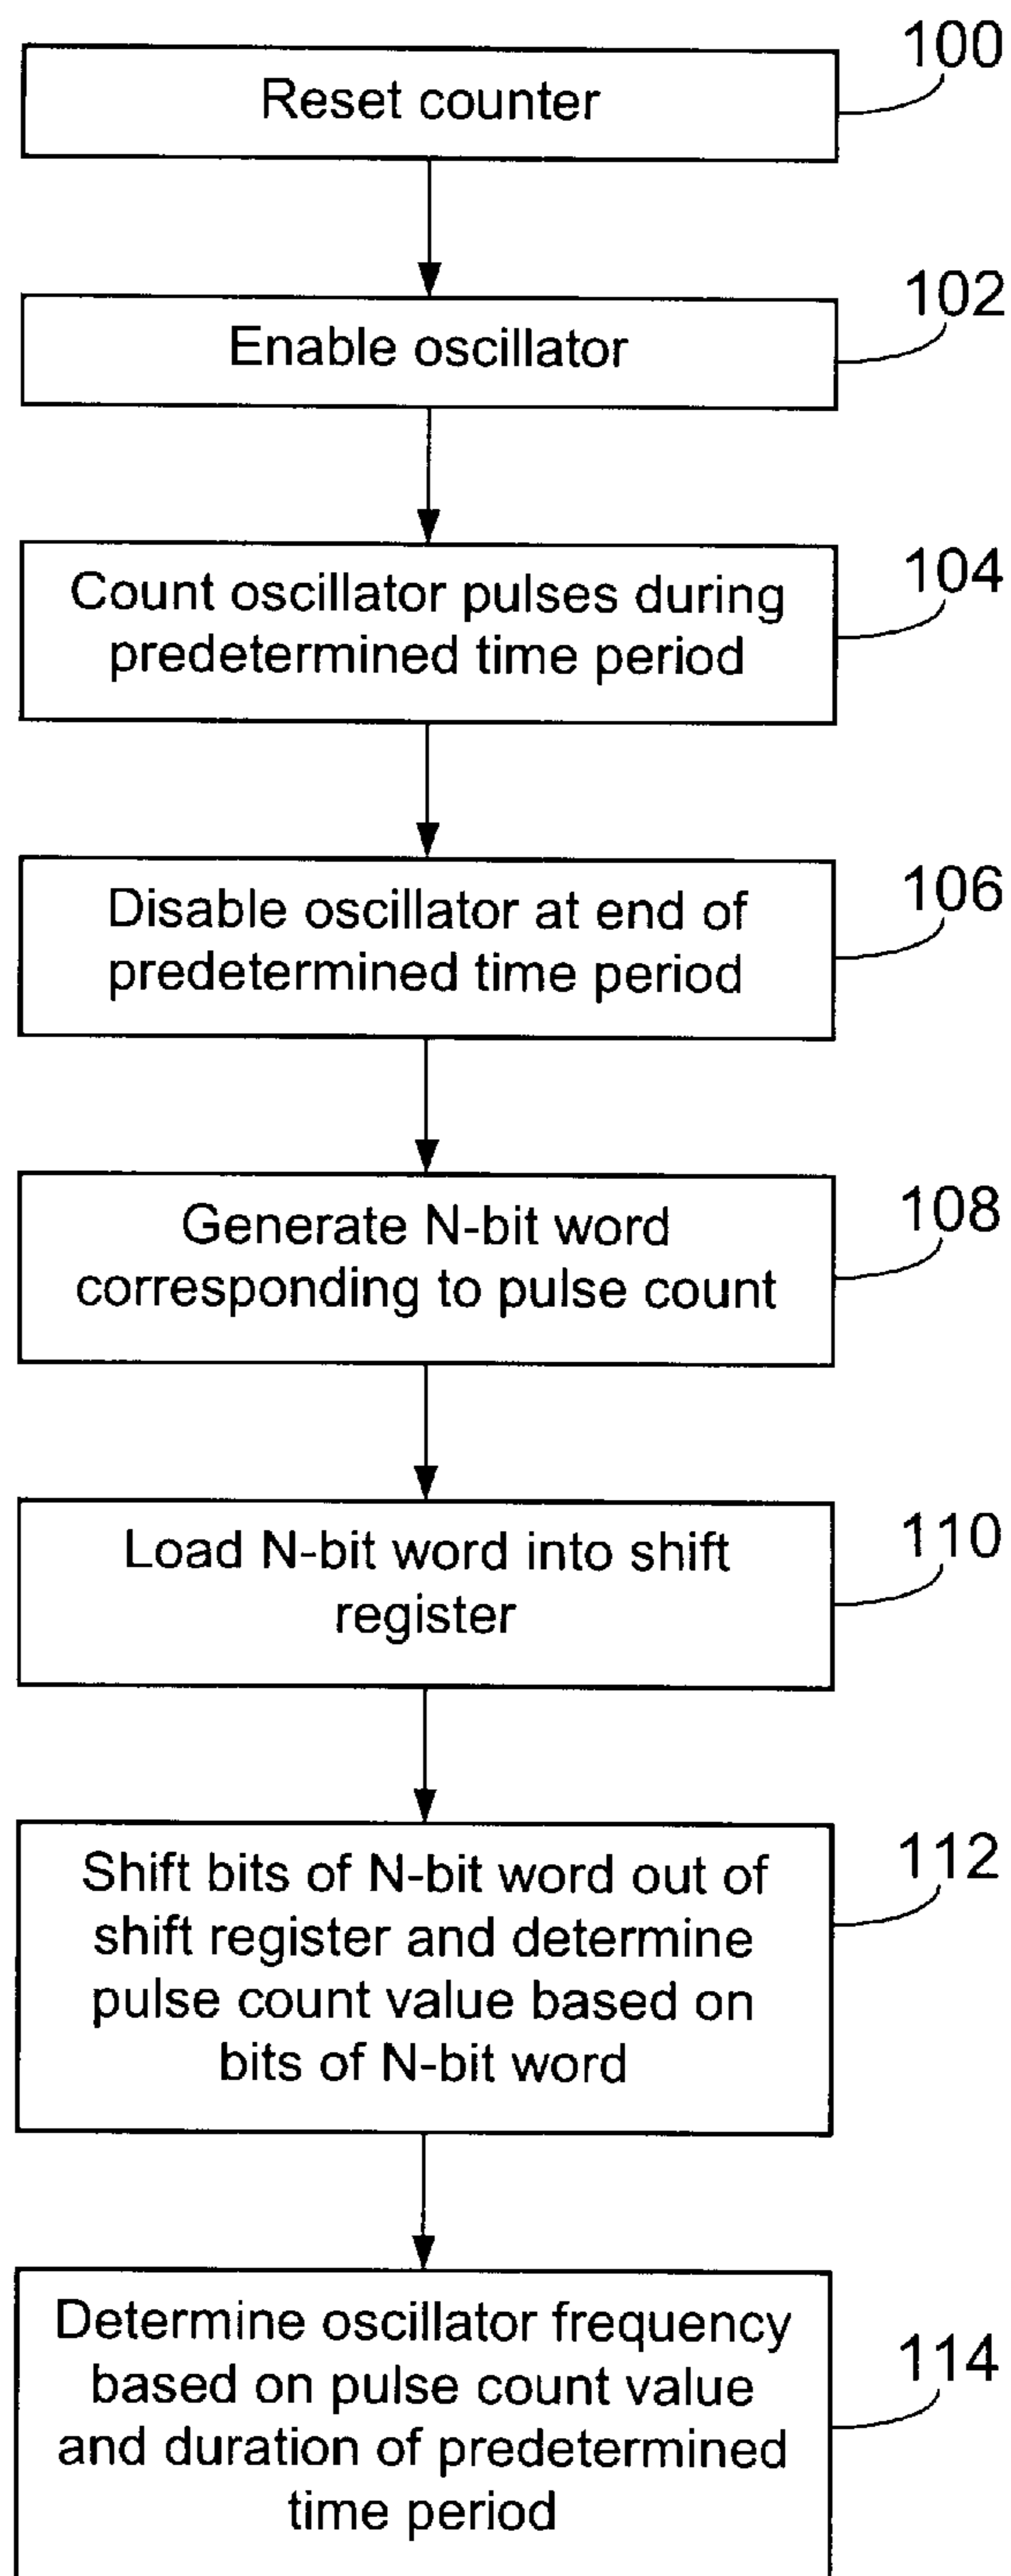 100
Reset counter
102
Enable oscillator
104
Count oscillator pulses during
predetermined time period
106
Disable oscillator at end of
predetermined time period
108
Generate N-bit word
corresponding to pulse count
110
Load N-bit word into shift
register
112
Shift bits of N-bit word out of
shift register and determine
pulse count value based on
bits of N-bit word
114
Determine oscillator frequency
based on pulse count value
and duration of predetermined
time period